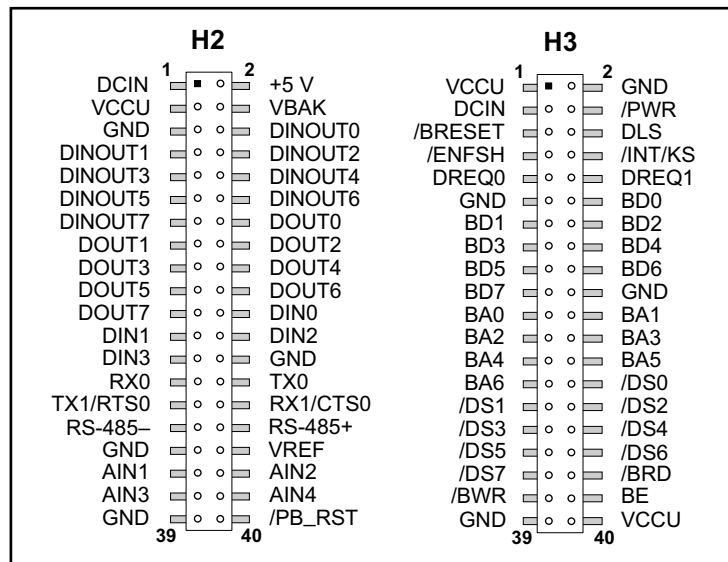 H2
1 2
DCIN +5 V
VCCU VBAK
GND DINOUT0
DINOUT1 DINOUT2
DINOUT3 DINOUT4
DINOUT5 DINOUT6
DINOUT7 DOUT0
DOUT1 DOUT2
DOUT3 DOUT4
DOUT5 DOUT6
DOUT7 DIN0
DIN1 DIN2
DIN3 GND
RX0 TX0
TX1/RTS0 RX1/CTS0
RS-485– RS-485+
GND VREF
AIN1 AIN2
AIN3 AIN4
GND /PB_RST
39 40
H3
1 2
VCCU GND
DCIN /PWR
/BRESET DLS
/ENFSH /INT/KS
DREQ0 DREQ1
GND BD0
BD1 BD2
BD3 BD4
BD5 BD6
BD7 GND
BA0 BA1
BA2 BA3
BA4 BA5
BA6 /DS0
/DS1 /DS2
/DS3 /DS4
/DS5 /DS6
/DS7 /BRD
/BWR BE
GND VCCU
39 40